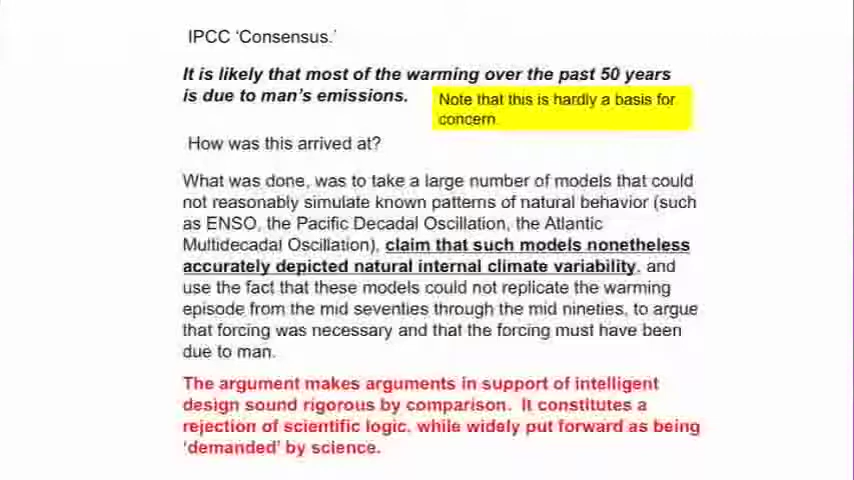 IPCC 'Consensus.'
It is likely that most of the warming over the past 50 years
is due to man's emissions.
Note that this is hardly a basis for
concern.
How was this arrived at?
What was done, was to take a large number of models that could
not reasonably simulate known patterns of natural behavior (such
as ENSO, the Pacific Decadal Oscillation, the Atlantic
Multidecadal Oscillation), claim that such models nonetheless
accurately depicted natural internal climate variability, and
use the fact that these models could not replicate the warming
episode from the mid seventies through the mid nineties, to argue
that forcing was necessary and that the forcing must have been
due to man.
The argument makes arguments in support of intelligent
design sound rigorous by comparison. It constitutes a
rejection of scientific logic, while widely put forward as being
'demanded' by science.